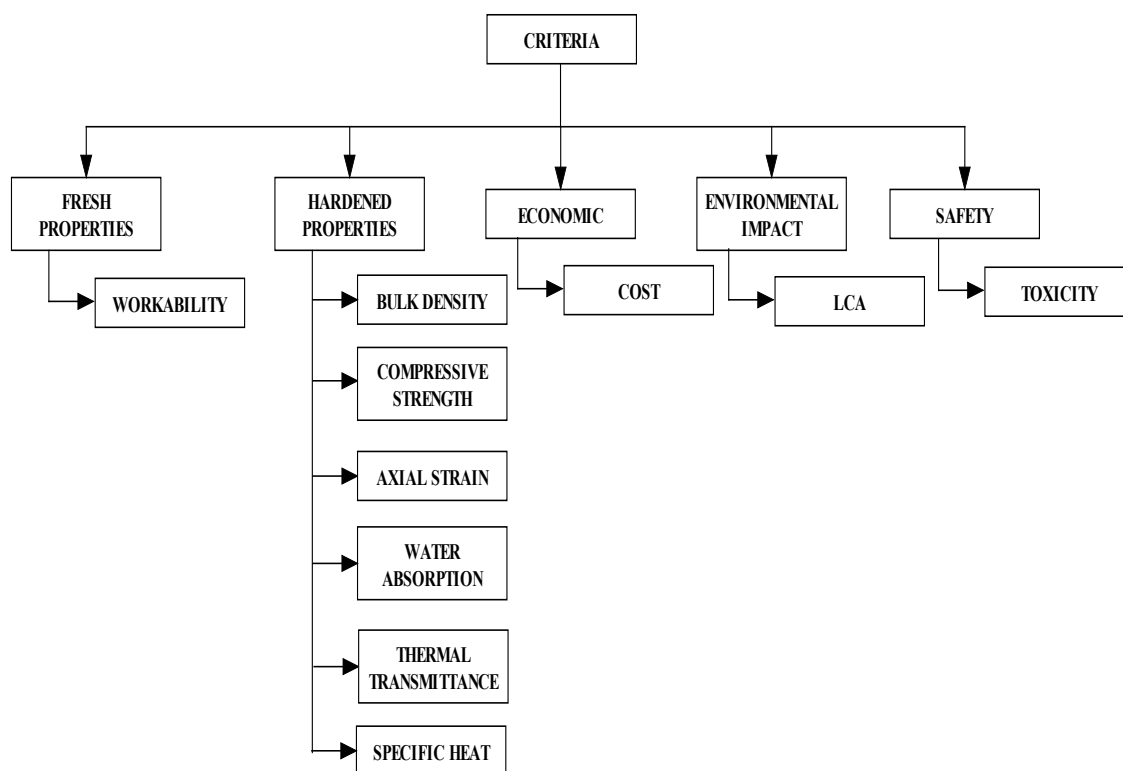 CRITERIA
FRESH
PROPERTIES
HARDENED
PROPERTIES
ECONOMIC
ENVIRONMENTAL
IMPACT
SAFETY
WORKABILITY
BULK DENSITY
COMPRESSIVE
STRENGTH
AXIAL STRAIN
WATER
ABSORPTION
THERMAL
TRANSMITTANCE
SPECIFIC HEAT
COST
LCA
TOXICITY